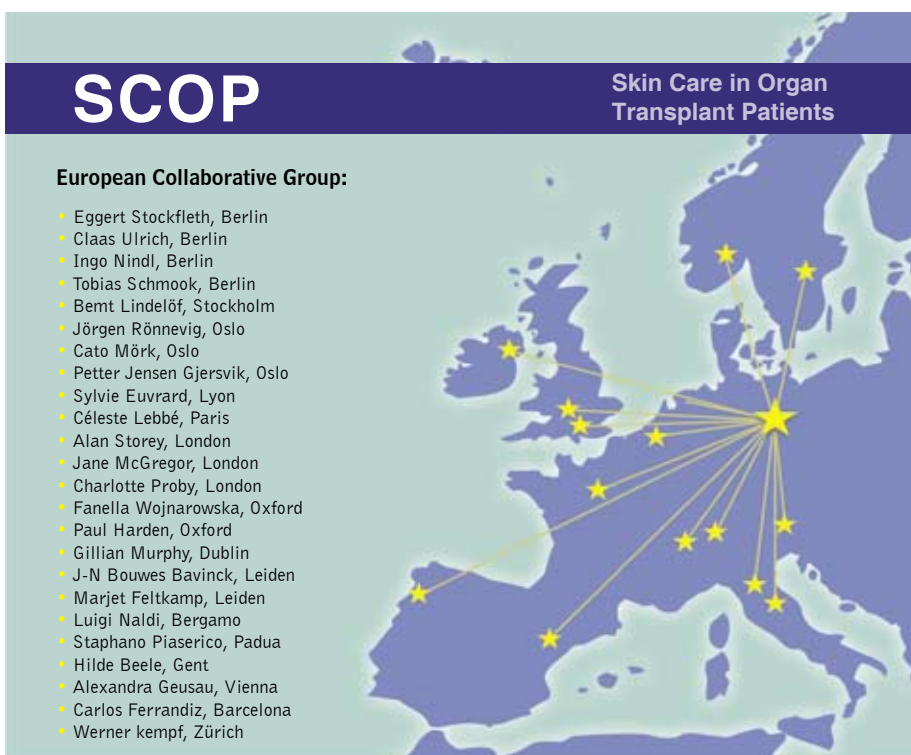 SCOP
Skin Care in Organ
Transplant Patients
European Collaborative Group:
• Eggert Stockfleth, Berlin
• Claas Ulrich, Berlin
• Ingo Nindl, Berlin
• Tobias Schmook, Berlin
• Bemt Lindelöf, Stockholm
• Jörgen Rönnevig, Oslo
• Cato Mörk, Oslo
• Petter Jensen Gjersvik, Oslo
• Sylvie Euvrard, Lyon
• Céleste Lebbé, Paris
• Alan Storey, London
• Jane McGregor, London
• Charlotte Proby, London
• Fanella Wojnarowska, Oxford
• Paul Harden, Oxford
• Gillian Murphy, Dublin
• J-N Bouwes Bavinck, Leiden
• Marjet Feltkamp, Leiden
• Luigi Naldi, Bergamo
• Staphano Piaserico, Padua
• Hilde Beele, Gent
• Alexandra Geusau, Vienna
• Carlos Ferrandiz, Barcelona
• Werner kempf, Zürich